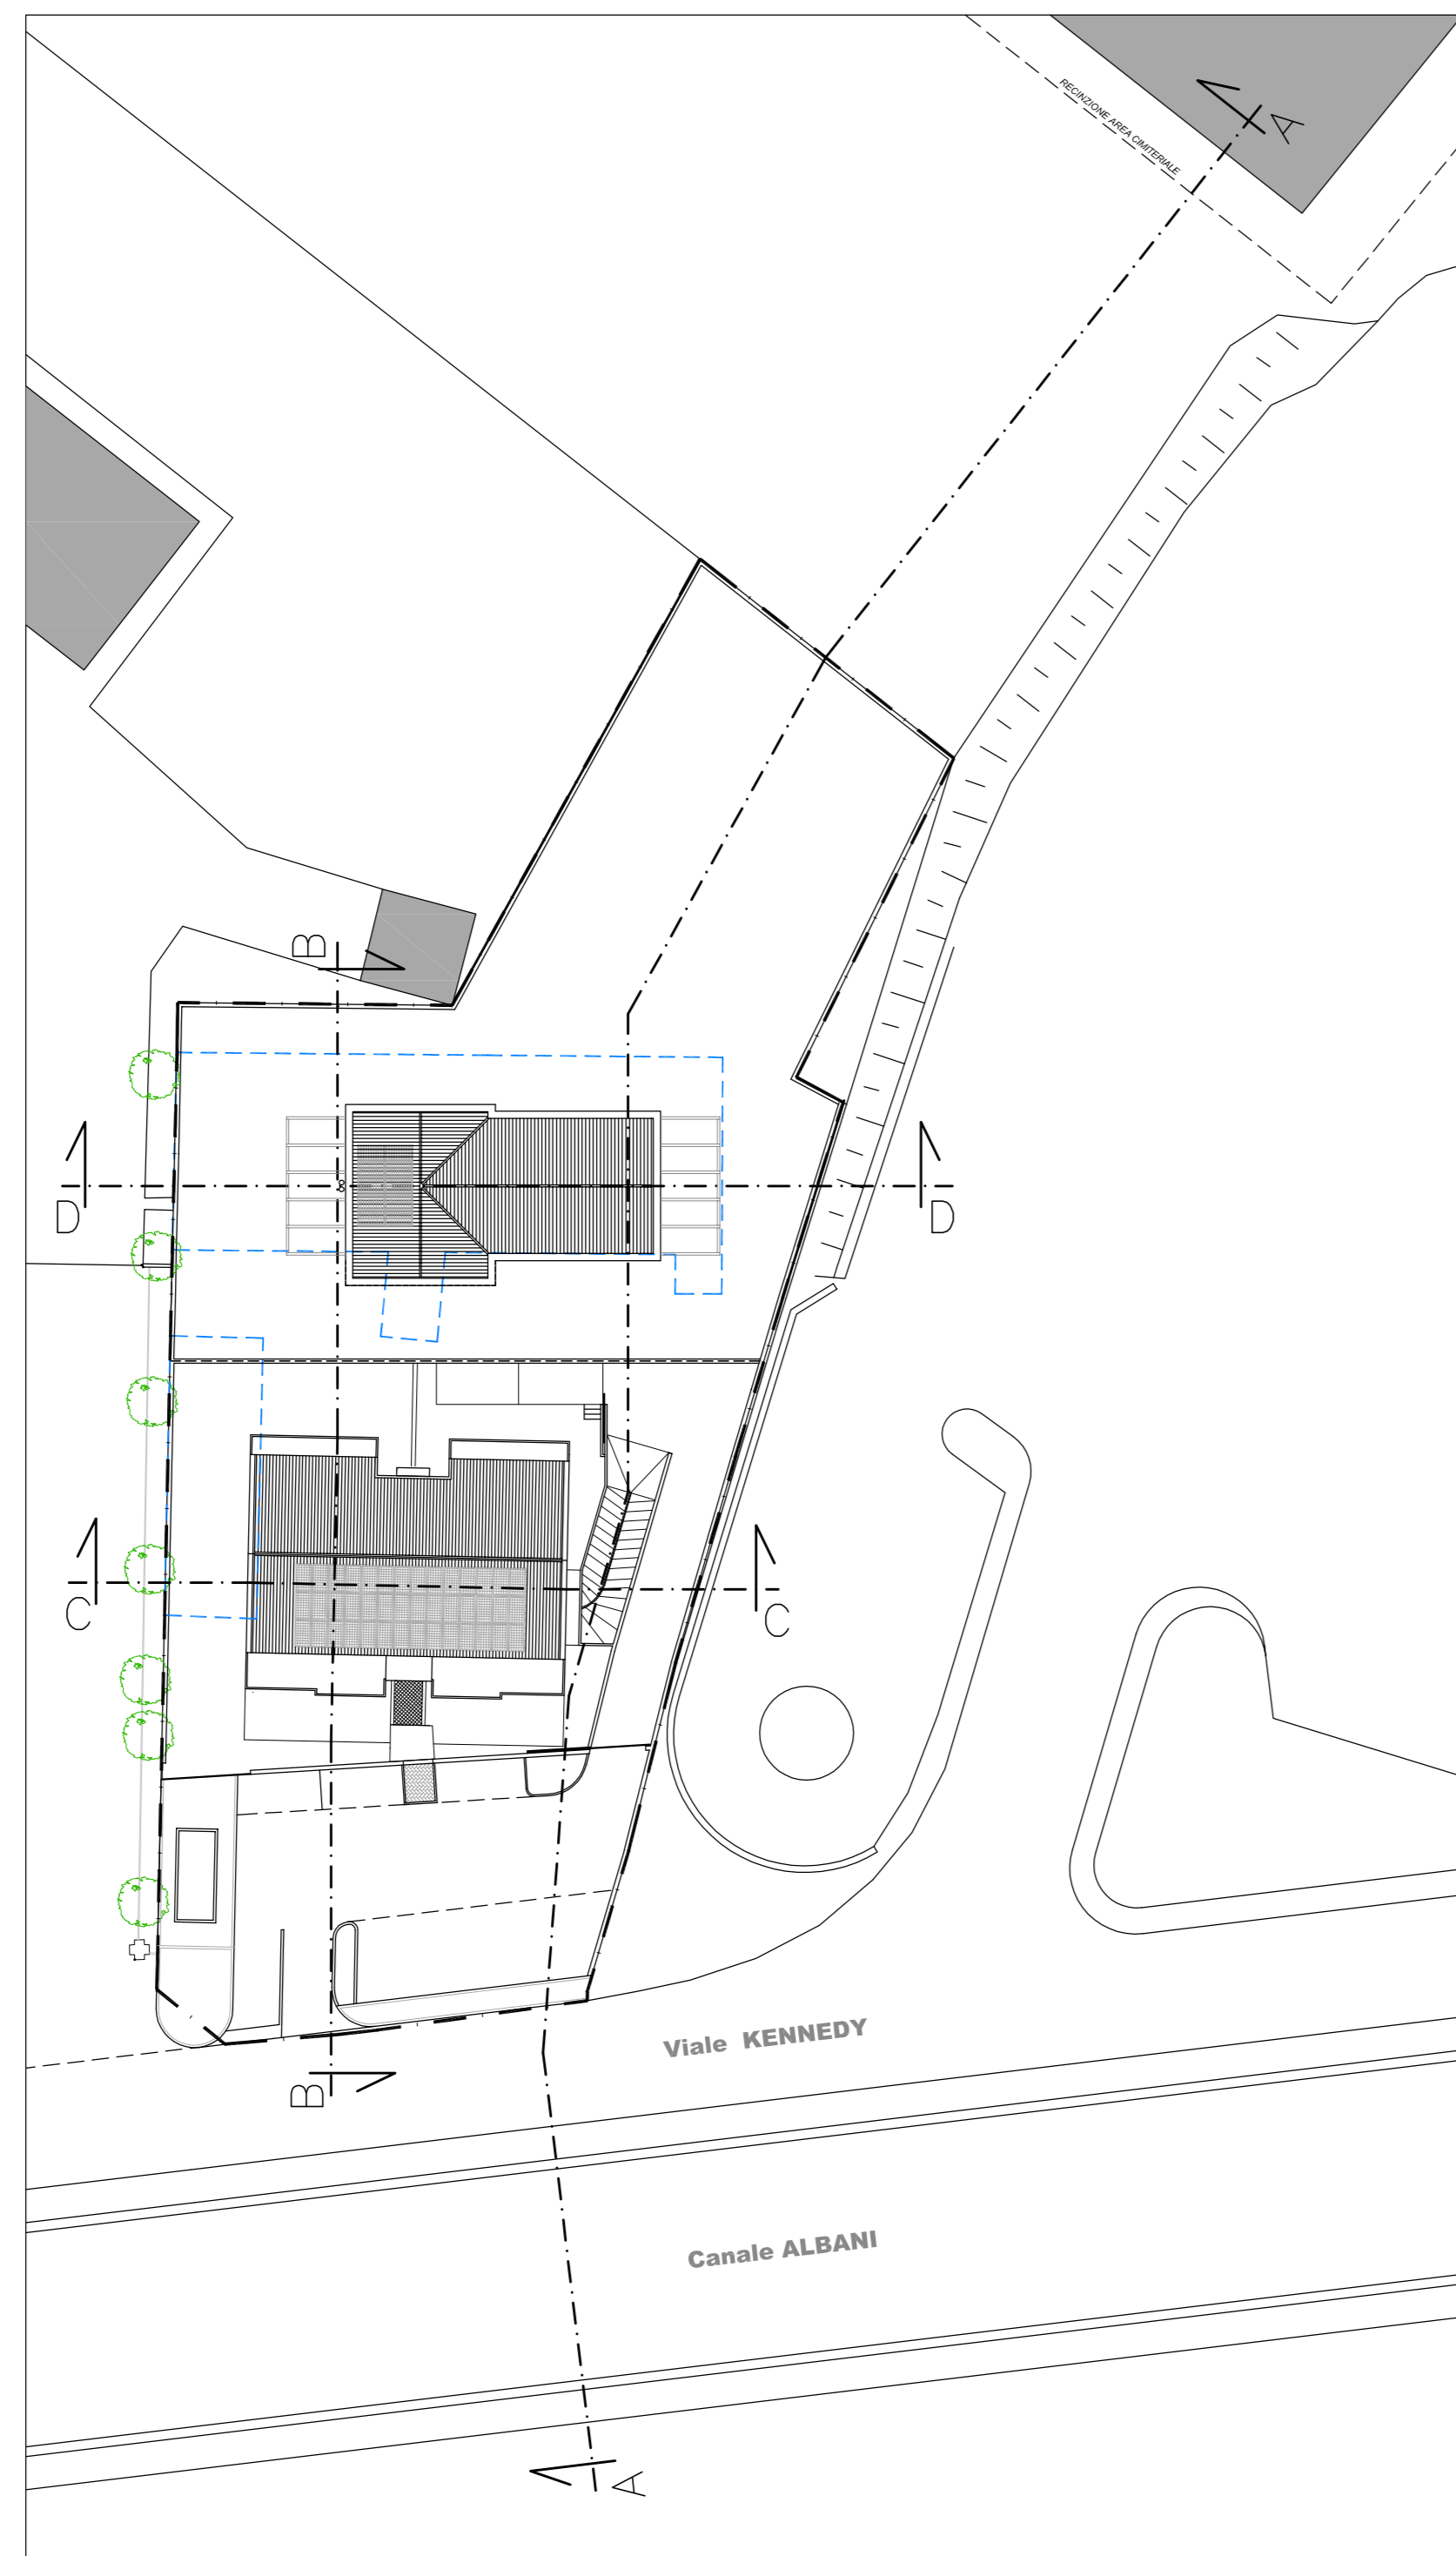 RECINZIONE AREA CIMITERIALE
A
B
D
D
C
C
B
Viale KENNEDY
Canale ALBANI
A